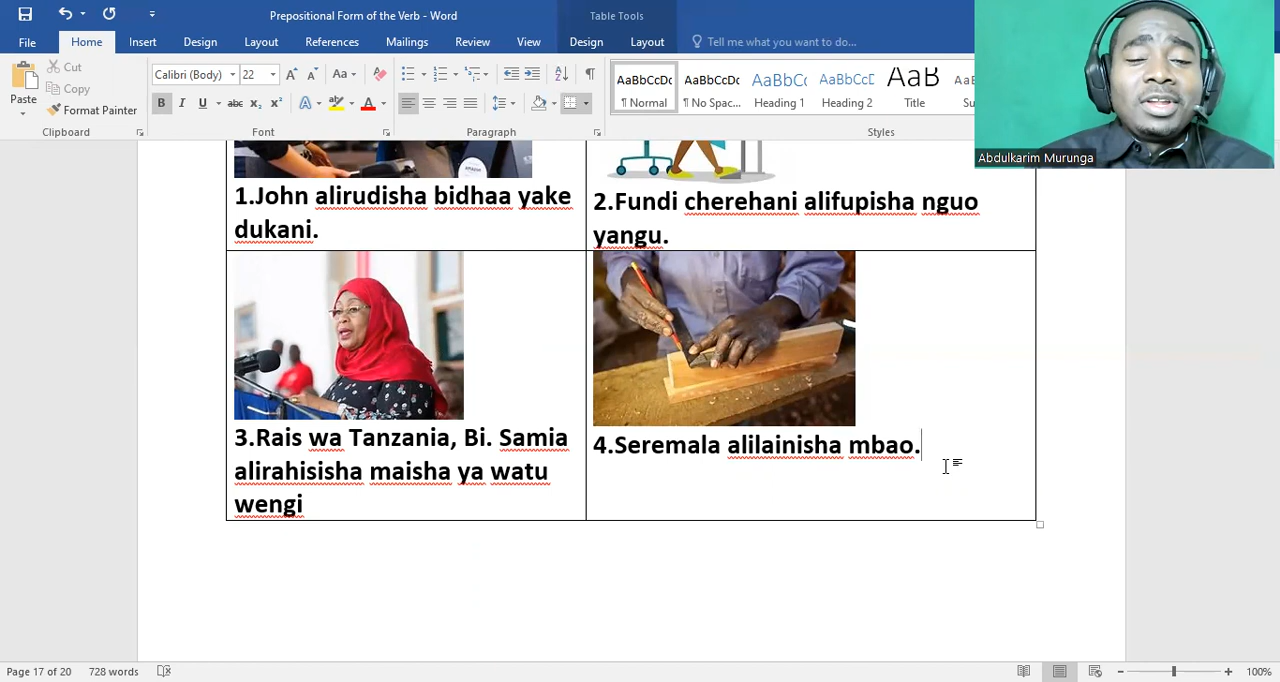 Prepositional Form of the Verb - Word
Table Tools
File
Home
Insert
Design
Layout
References
Mailings
Review
View
Design
Layout
Tell me what you want to do...
Paste
Cut
Copy
Format Painter
Clipboard
Calibri (Body)
22
Font
Paragraph
AaBbCcDc
¶ Normal
AaBbCcDc
¶ No Spac...
AaBbC
Heading 1
AaBbCcE
Heading 2
AaB
Title
Styles
Abdulkarim Murunga
1.John alirudisha bidhaa yake
dukani.
2.Fundi cherehani alifupisha nguo
yangu.
3.Rais wa Tanzania, Bi. Samia
alirahisisha maisha ya watu
wengi
4.Seremala alilainisha mbao.
Page 17 of 20
728 words
100%